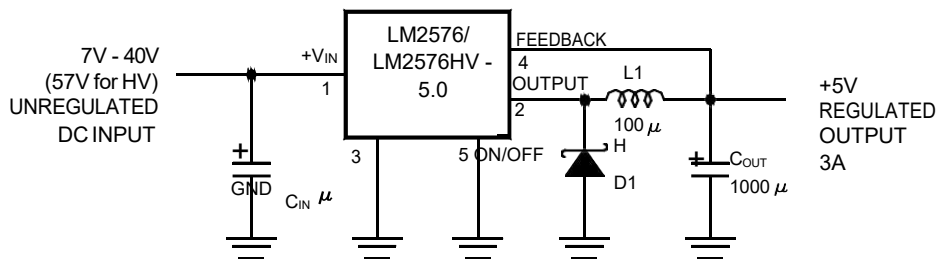 7V - 40V
(57V for HV)
UNREGULATED
DC INPUT
+VIN
1
LM2576/
LM2576HV -
5.0
FEEDBACK
4
OUTPUT
2
L1
100 μ
+5V
REGULATED
OUTPUT
3A
3
5 ON/OFF
H
D1
+
GND
CIN μ
+
COUT
1000 μ